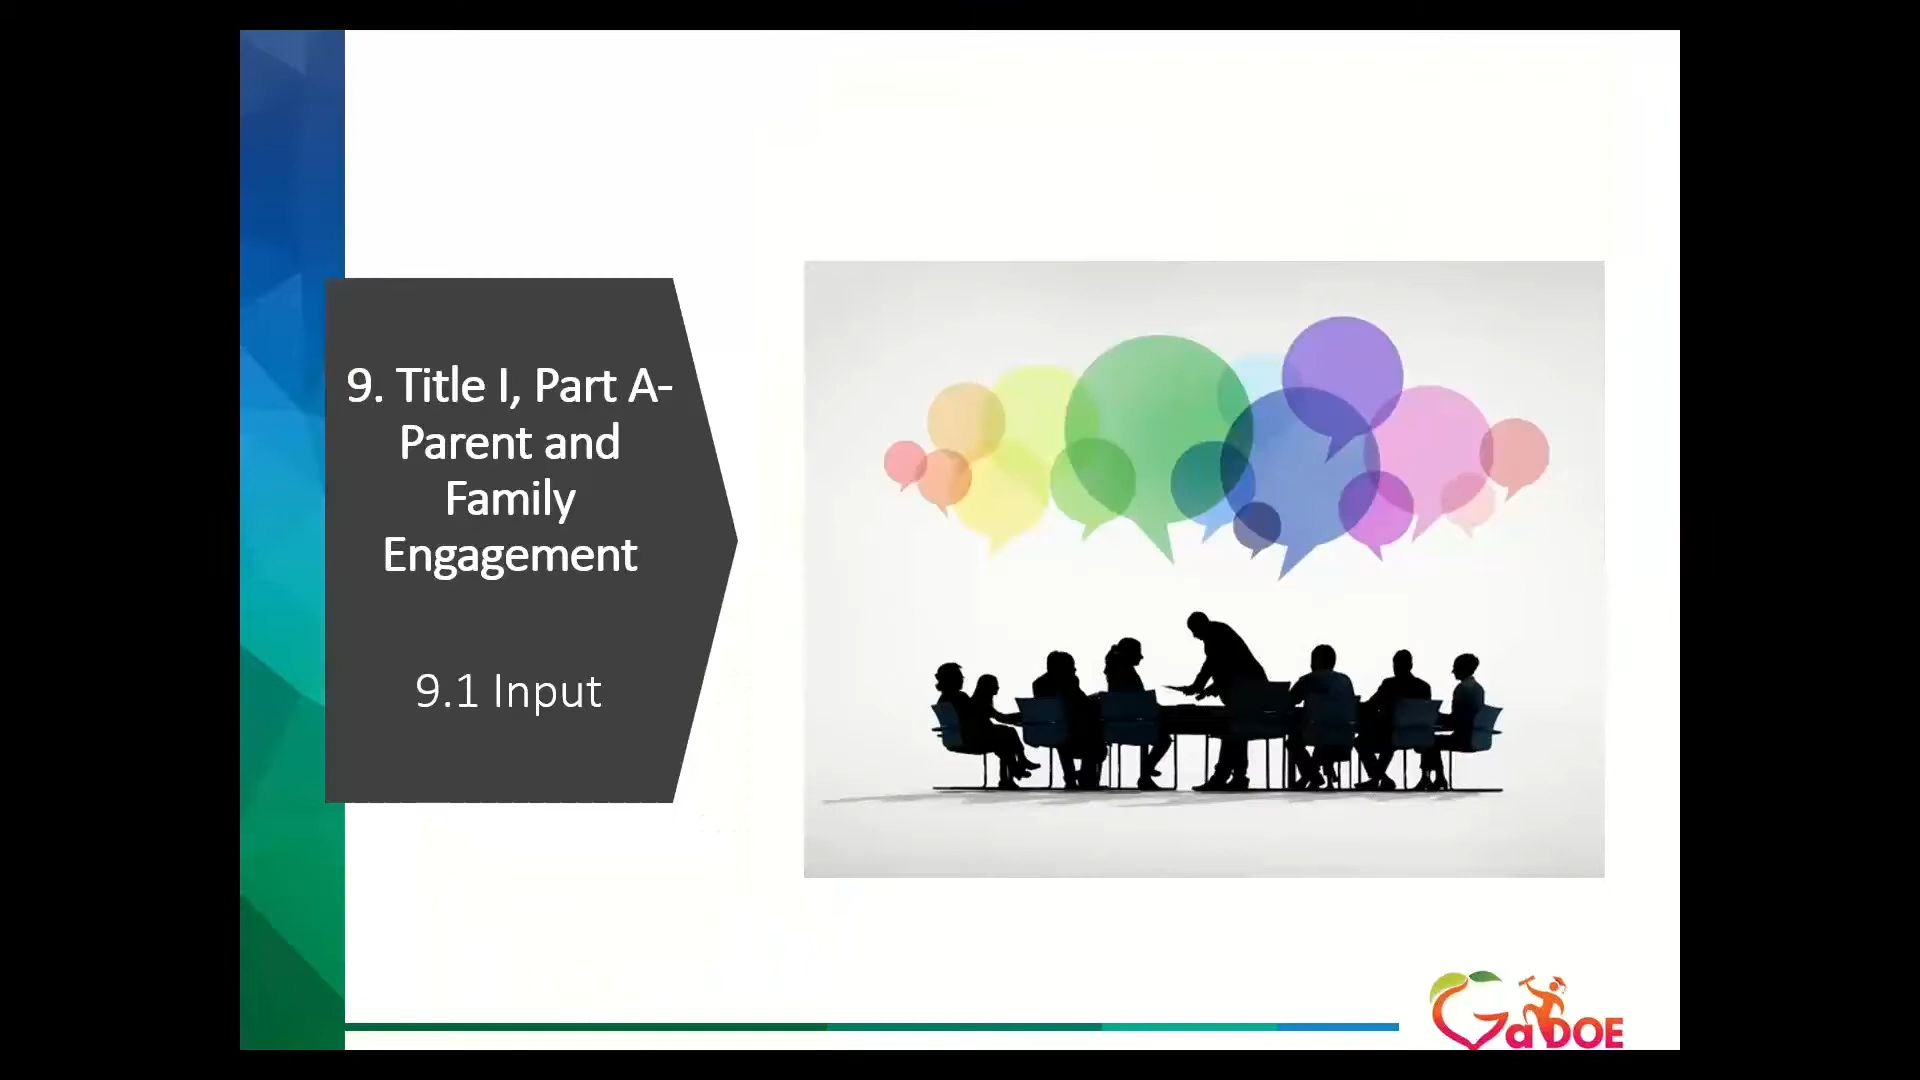 9. Title I, Part A-
Parent and
Family
Engagement
9.1 Input
GaDOE